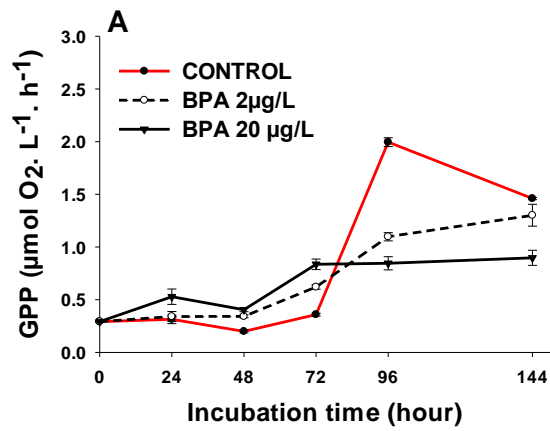 A
3.0
2.5
2.0
1.5
1.0
0.5
0.0
GPP (µmol O₂. L⁻¹. h⁻¹)
CONTROL
BPA 2µg/L
BPA 20 µg/L
0 24 48 72 96 144
Incubation time (hour)